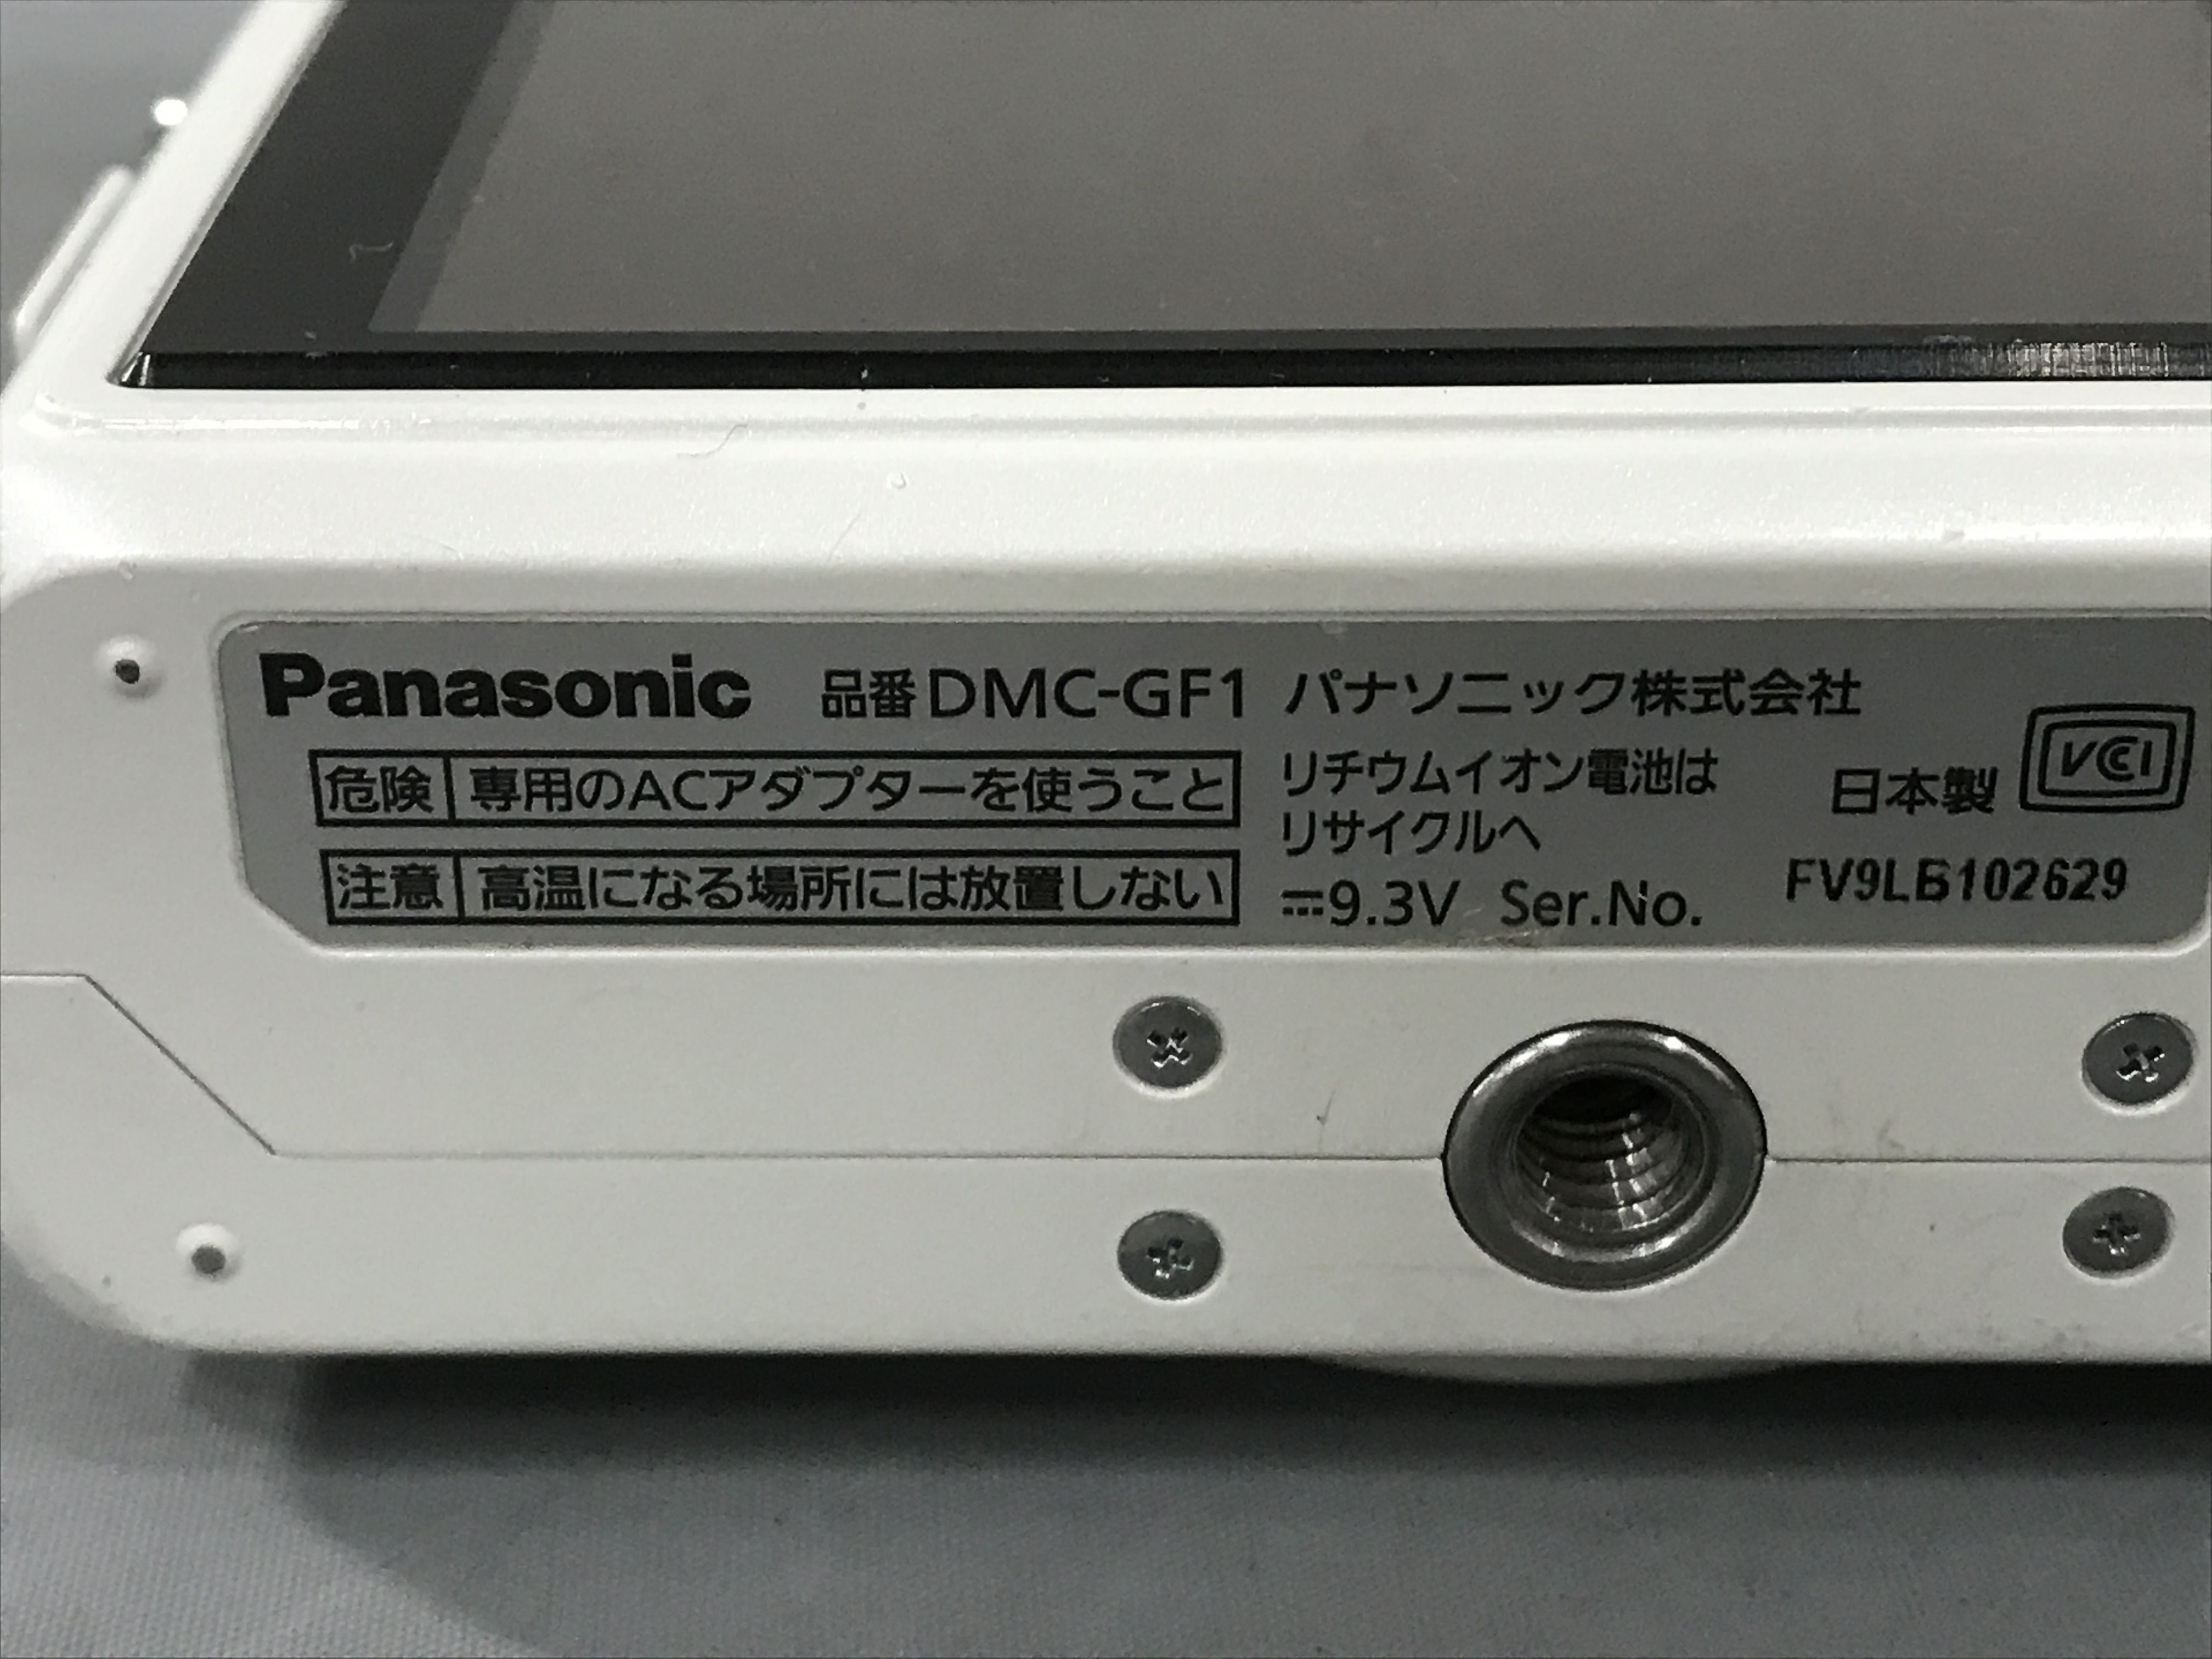 Panasonic 品番DMC-GF1 パナソニック株式会社
危険 専用のACアダプターを使うこと
注意 高温になる場所には放置しない
リチウムイオン電池は
リサイクルへ
⎓9.3V Ser.No. FV9LB102629
日本製 VCCI